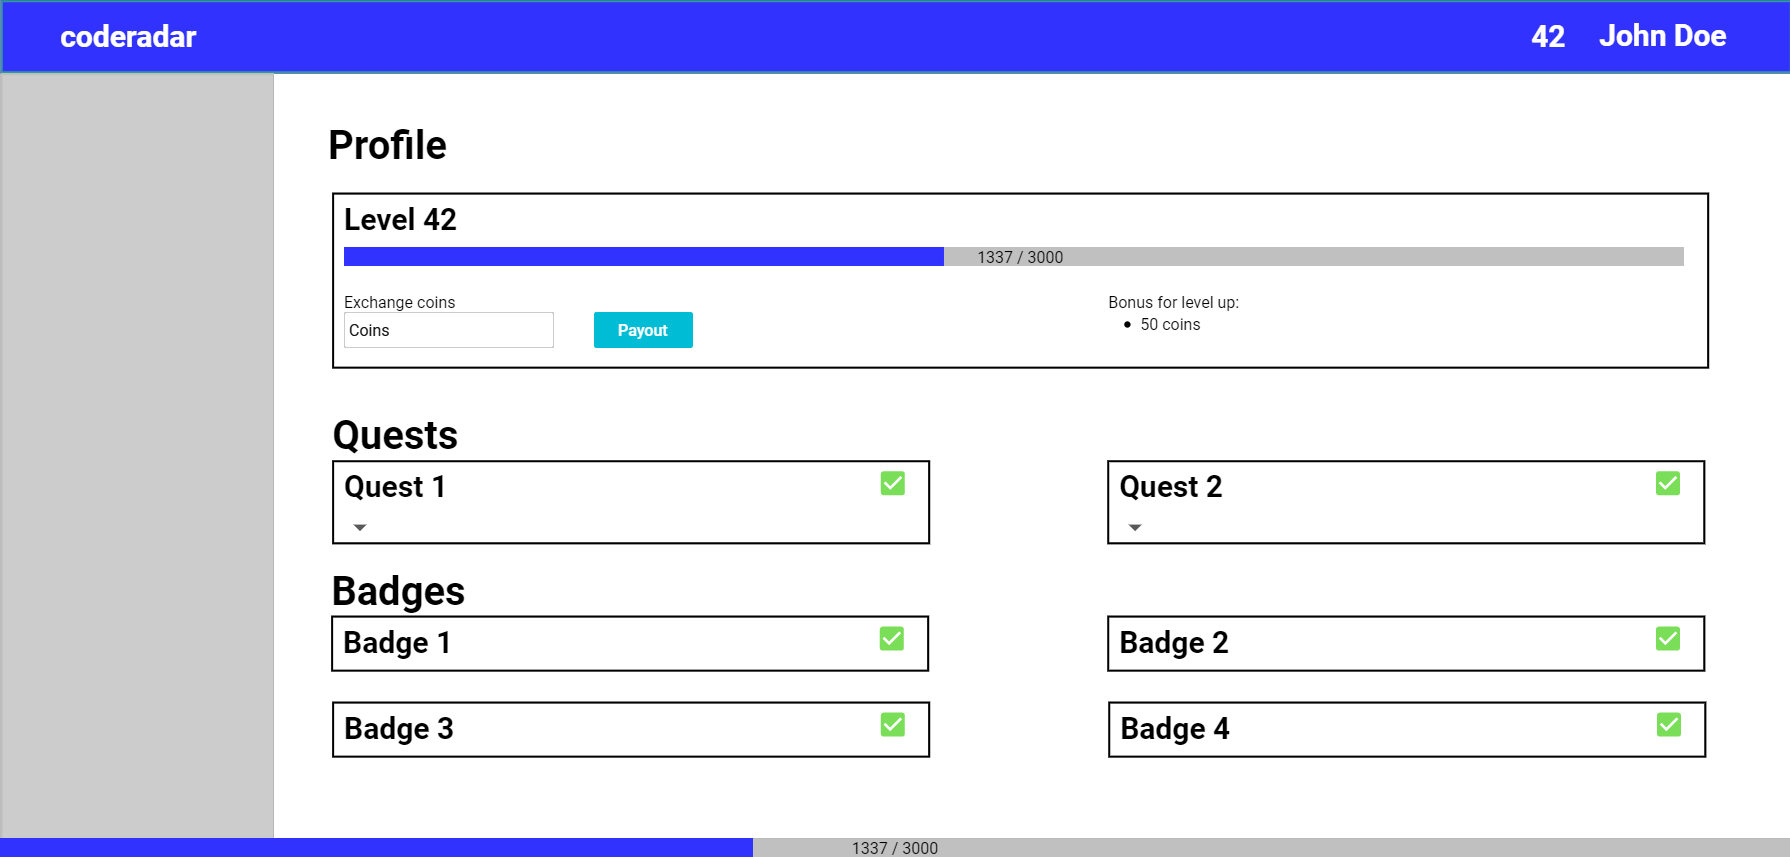 coderadar 42 John Doe
Profile
Level 42
1337 / 3000
Exchange coins
Coins
Payout
Bonus for level up:
50 coins
Quests
Quest 1
Quest 2
Badges
Badge 1
Badge 2
Badge 3
Badge 4
1337 / 3000